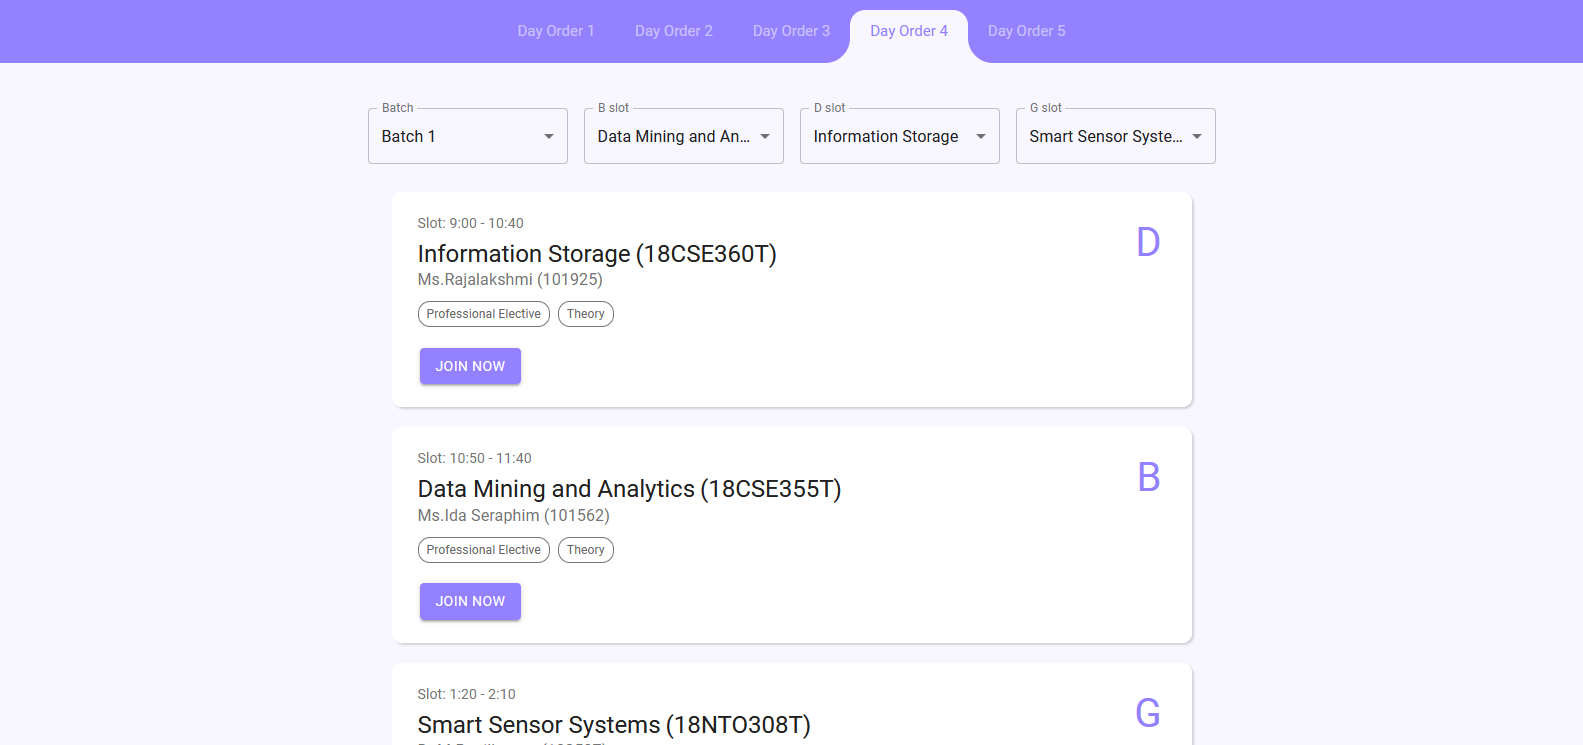 Day Order 1 Day Order 2 Day Order 3 Day Order 4 Day Order 5
Batch B slot D slot G slot
Batch 1 Data Mining and An... Information Storage Smart Sensor Syste...
Slot: 9:00 - 10:40
D
Information Storage (18CSE360T)
Ms.Rajalakshmi (101925)
Professional Elective Theory
JOIN NOW
Slot: 10:50 - 11:40
B
Data Mining and Analytics (18CSE355T)
Ms.Ida Seraphim (101562)
Professional Elective Theory
JOIN NOW
Slot: 1:20 - 2:10
G
Smart Sensor Systems (18NTO308T)